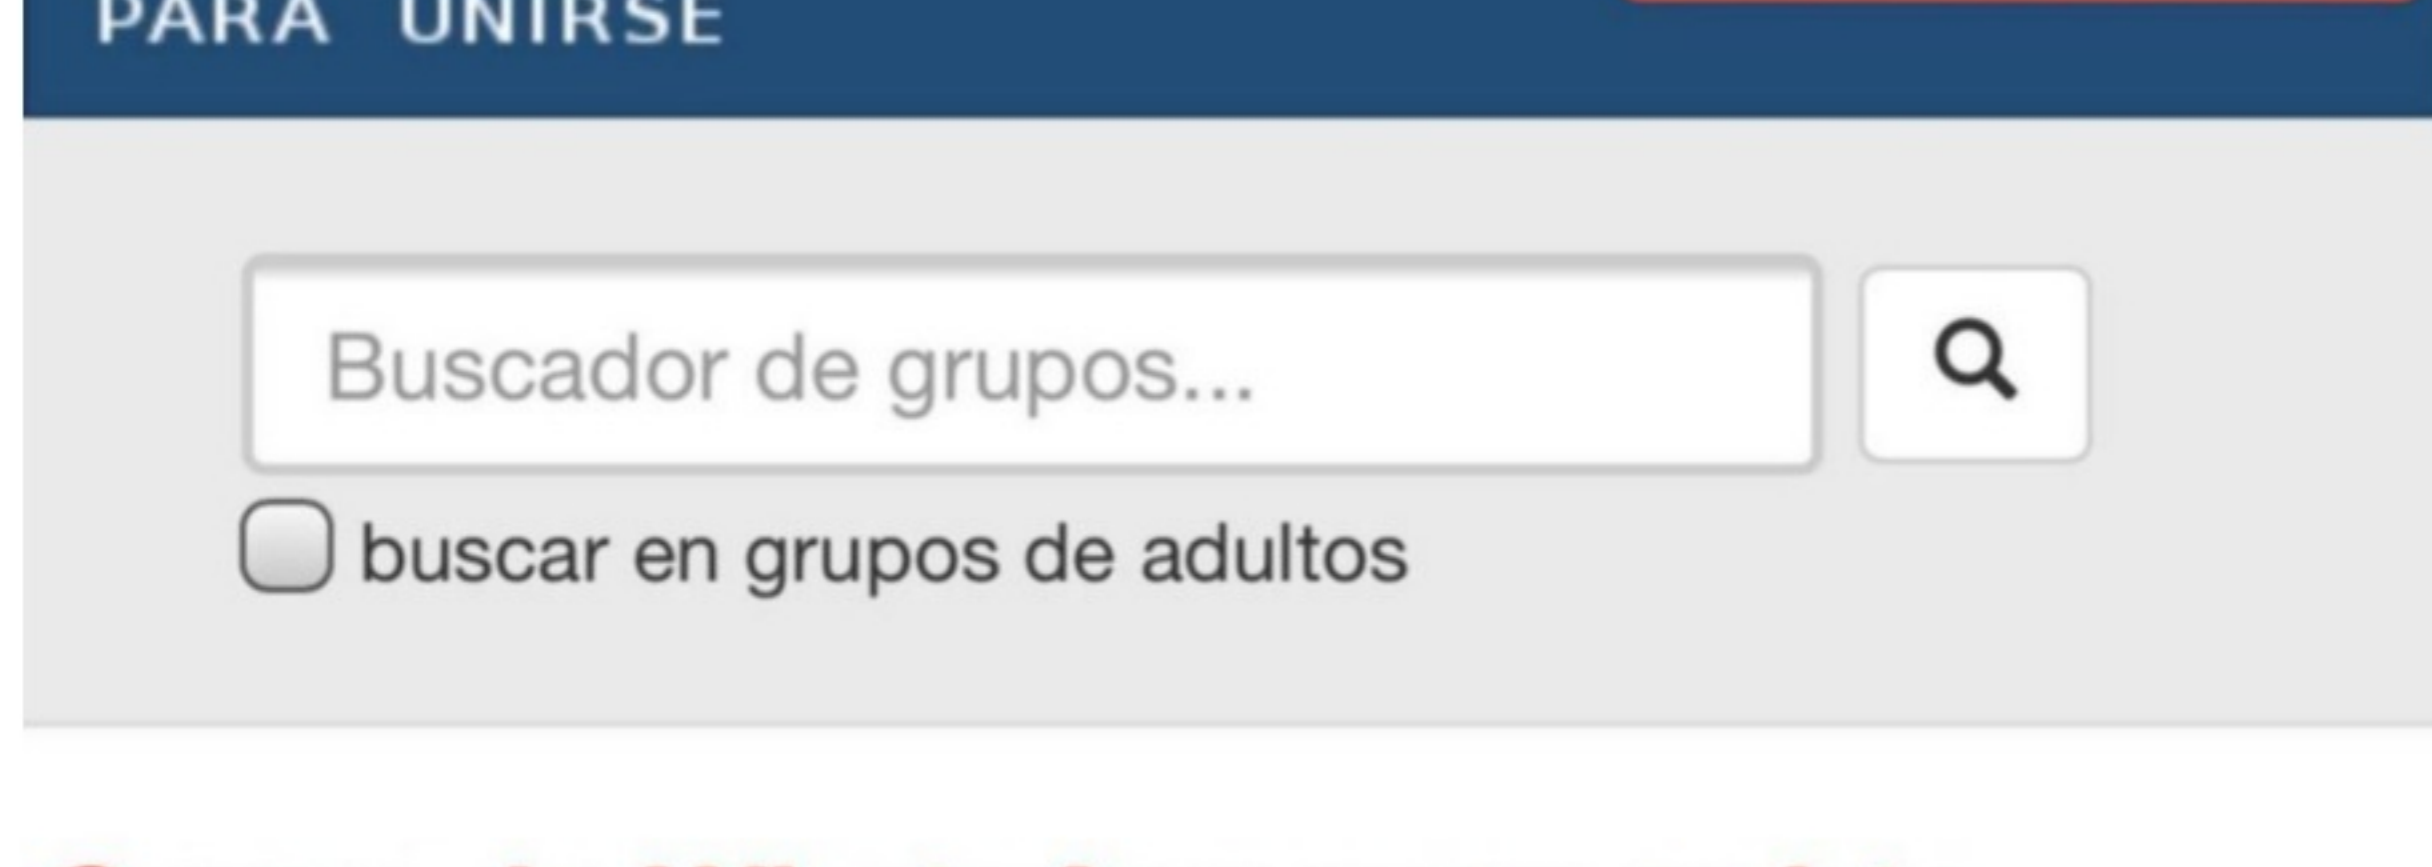 PARA UNIRSE
Buscador de grupos...
buscar en grupos de adultos